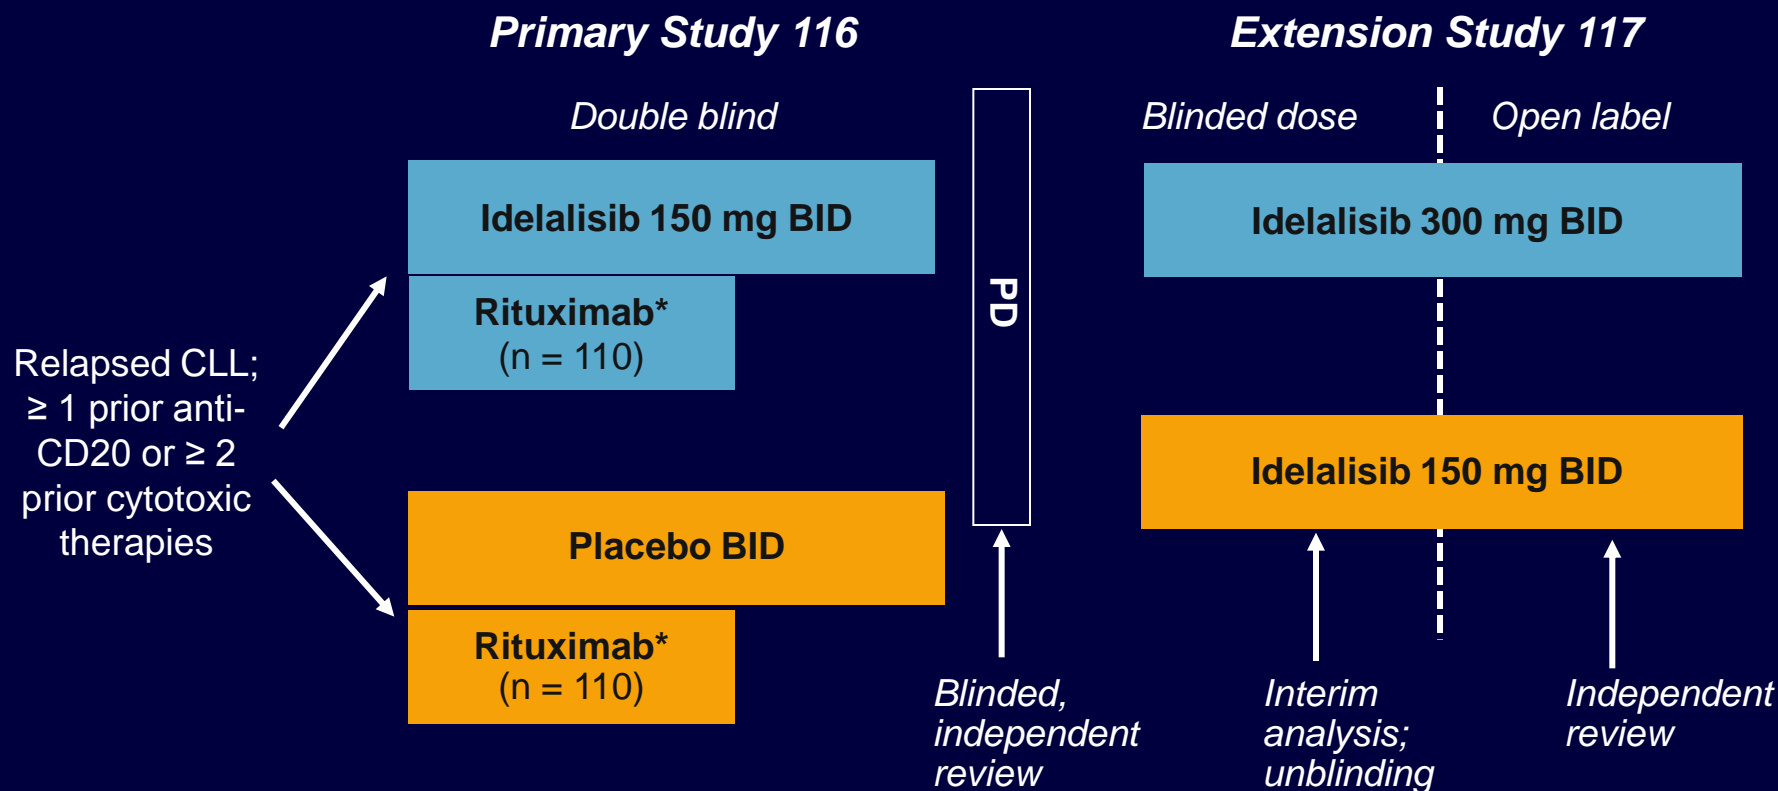 Primary Study 116
Extension Study 117
Double blind
Blinded dose
Open label
Relapsed CLL;
≥ 1 prior anti-
CD20 or ≥ 2
prior cytotoxic
therapies
Idelalisib 150 mg BID
Rituximab*
(n = 110)
Placebo BID
Rituximab*
(n = 110)
PD
Idelalisib 300 mg BID
Idelalisib 150 mg BID
Blinded,
independent
review
Interim
analysis;
unblinding
Independent
review